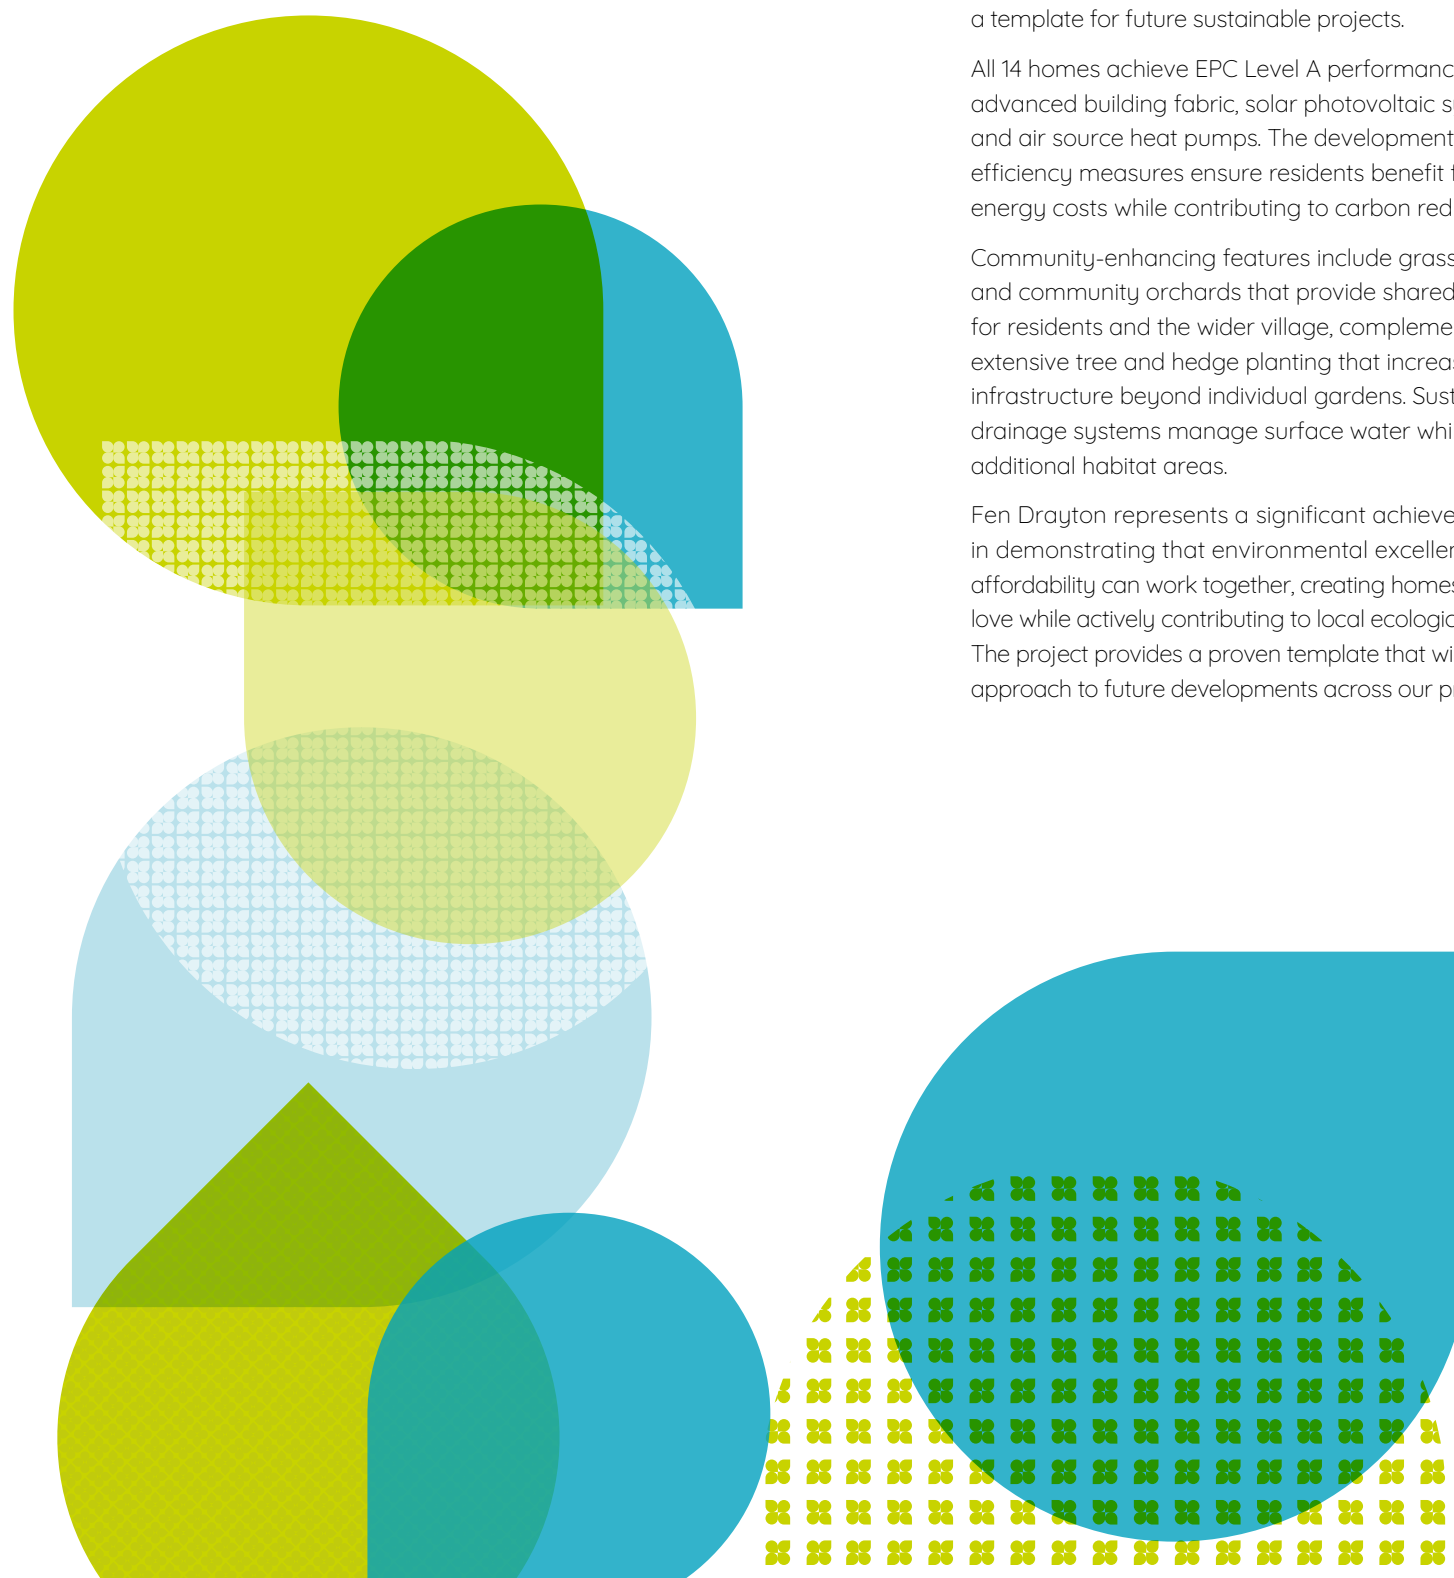 a template for future sustainable projects.
All 14 homes achieve EPC Level A performanc
advanced building fabric, solar photovoltaic s
and air source heat pumps. The development
efficiency measures ensure residents benefit
energy costs while contributing to carbon red
Community-enhancing features include grass
and community orchards that provide shared
for residents and the wider village, compleme
extensive tree and hedge planting that increa
infrastructure beyond individual gardens. Sust
drainage systems manage surface water whi
additional habitat areas.
Fen Drayton represents a significant achieve
in demonstrating that environmental excellen
affordability can work together, creating homes
love while actively contributing to local ecologic
The project provides a proven template that wi
approach to future developments across our p